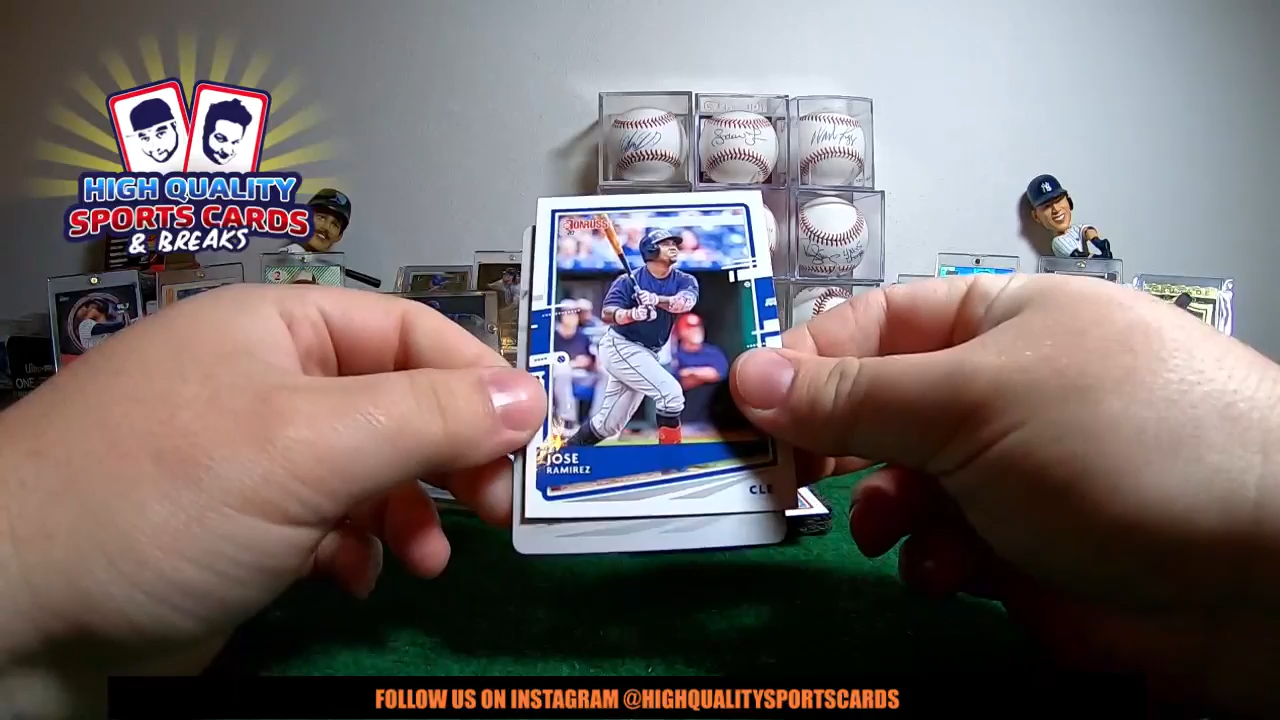 HIGH QUALITY
SPORTS CARDS
& BREAKS
DONRUSS
JOSE
RAMIREZ
CLE
FOLLOW US ON INSTAGRAM @HIGHQUALITYSPORTSCARDS